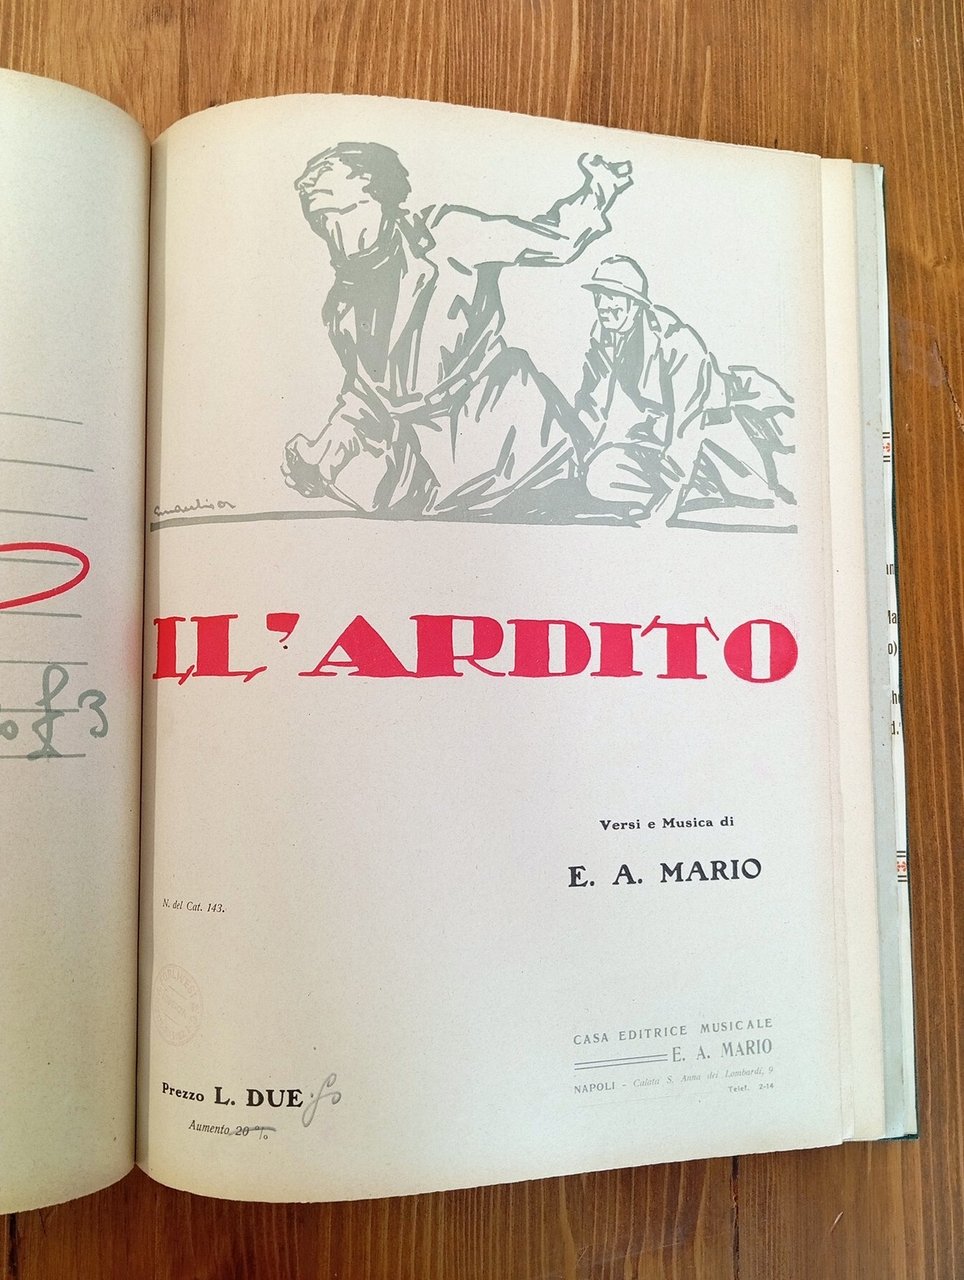 IL'ARDITO
Versi e Musica di
E. A. MARIO
N. del Cat. 143.
CASA EDITRICE MUSICALE
E. A. MARIO
NAPOLI - Calata S. Anna dei Lombardi, 9
Telef. 2-14
Prezzo L. DUE
Aumento 20 %